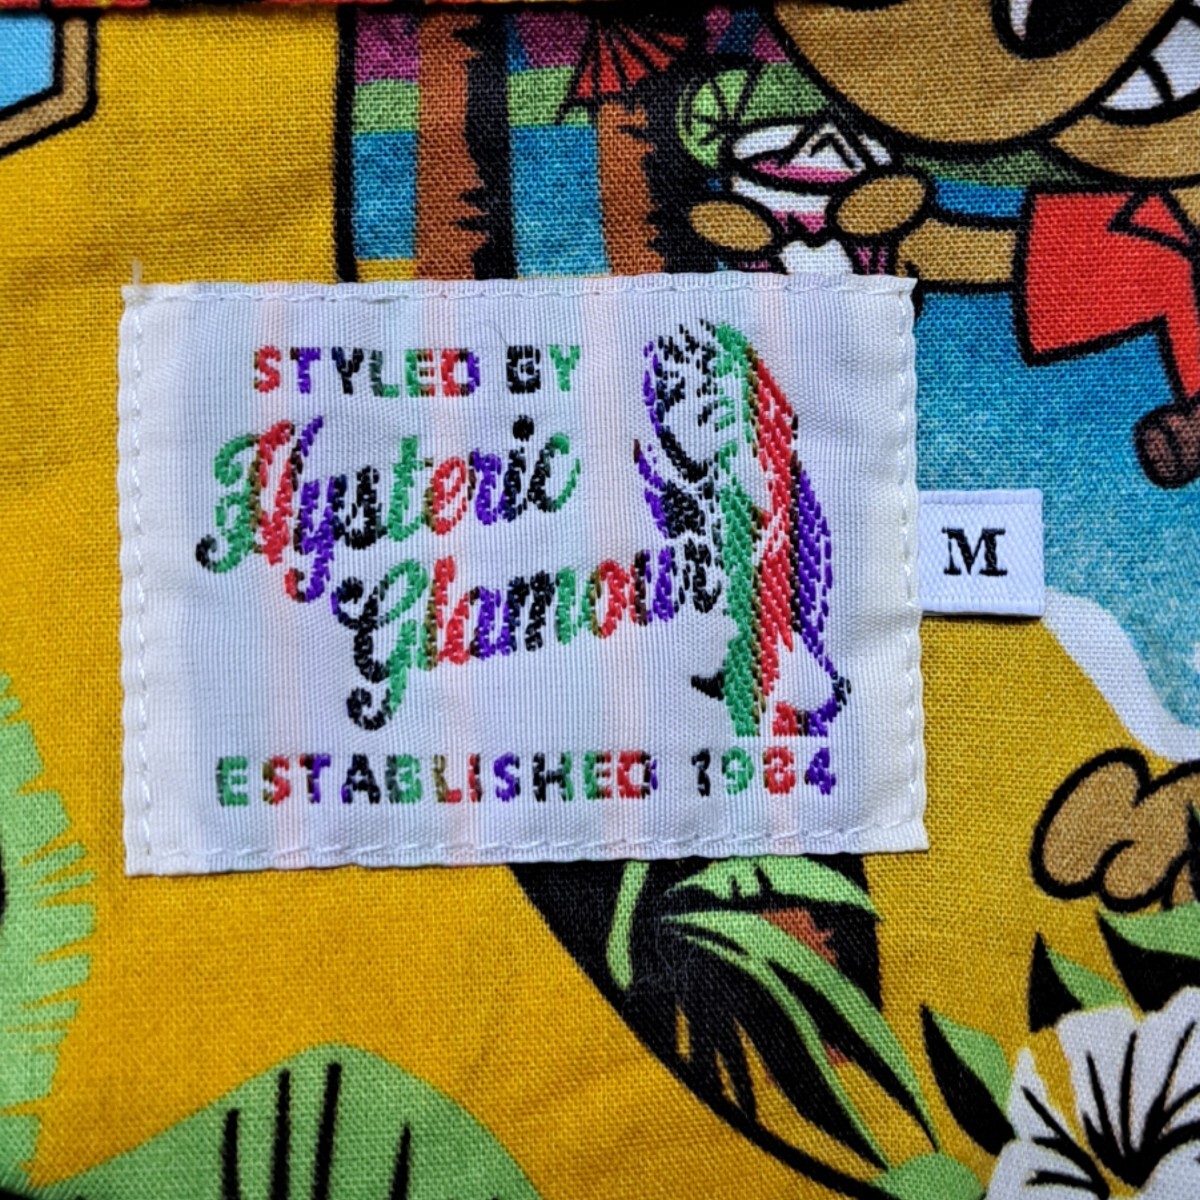 STYLED BY
Hysteric
Glamour
ESTABLISHED 1984
M